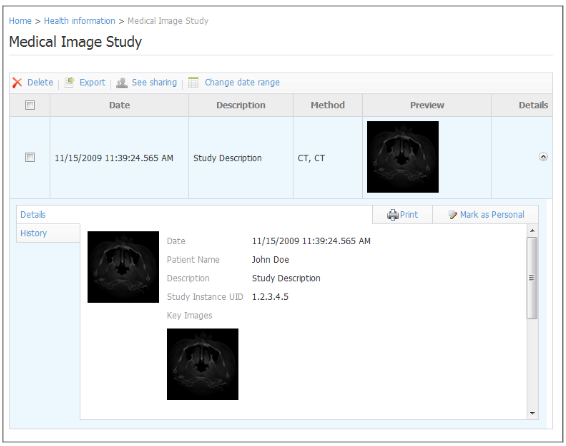 Home > Health information > Medical Image Study
Medical Image Study
Delete Export See sharing Change date range
Date Description Method Preview Details
11/15/2009 11:39:24.565 AM Study Description CT, CT
Details Print Mark as Personal
History
Date 11/15/2009 11:39:24.565 AM
Patient Name John Doe
Description Study Description
Study Instance UID 1.2.3.4.5
Key Images